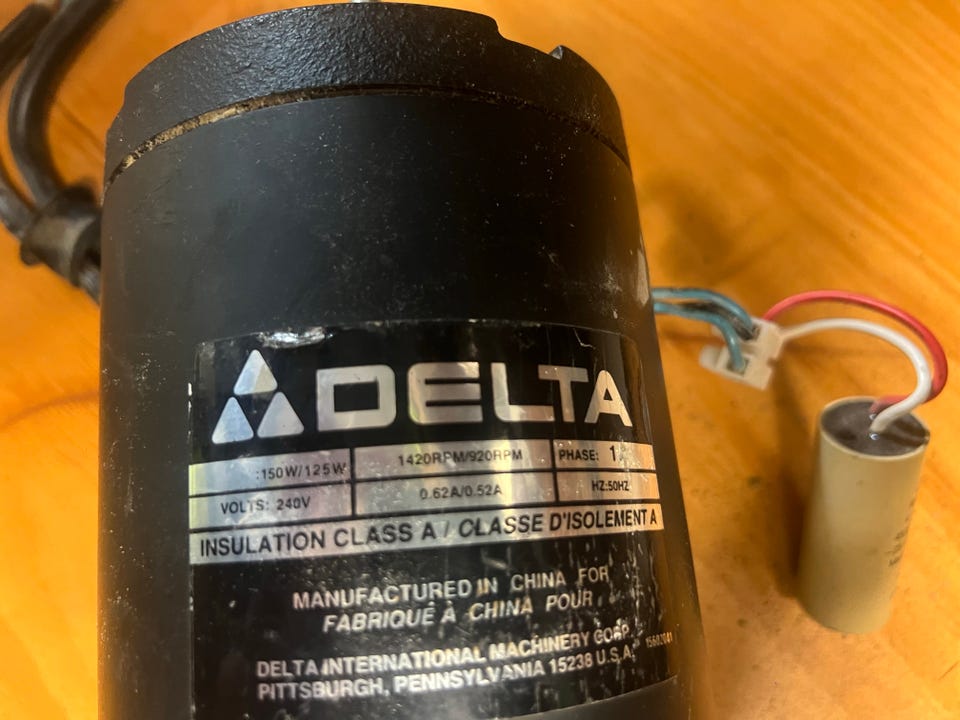 DELTA
:150W/125W 1420RPM/920RPM PHASE: 1
VOLTS: 240V 0.62A/0.52A HZ:50HZ
INSULATION CLASS A / CLASSE D'ISOLEMENT A
MANUFACTURED IN CHINA FOR
FABRIQUÉ À CHINA POUR
DELTA INTERNATIONAL MACHINERY CORP.
PITTSBURGH, PENNSYLVANIA 15238 U.S.A.